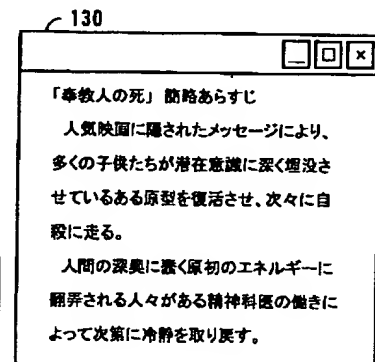 130
「奉教人の死」 簡略あらすじ
人気映画に隠されたメッセージにより、
多くの子供たちが潜在意識に深く埋没さ
せているある原型を復活させ、次々に自
殺に走る。
人間の深奥に蠢く原初のエネルギーに
翻弄される人々がある精神科医の働きに
よって次第に冷静を取り戻す。